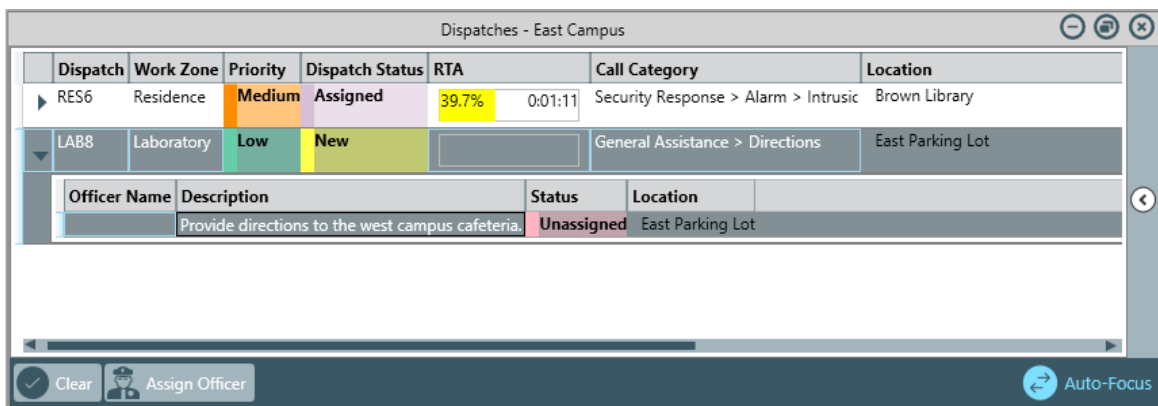 Dispatches - East Campus
Dispatch Work Zone Priority Dispatch Status RTA Call Category Location
RES6 Residence Medium Assigned 39.7% 0:01:11 Security Response > Alarm > Intrusic Brown Library
LAB8 Laboratory Low New General Assistance > Directions East Parking Lot
Officer Name Description Status Location
Provide directions to the west campus cafeteria. Unassigned East Parking Lot
Clear Assign Officer Auto-Focus